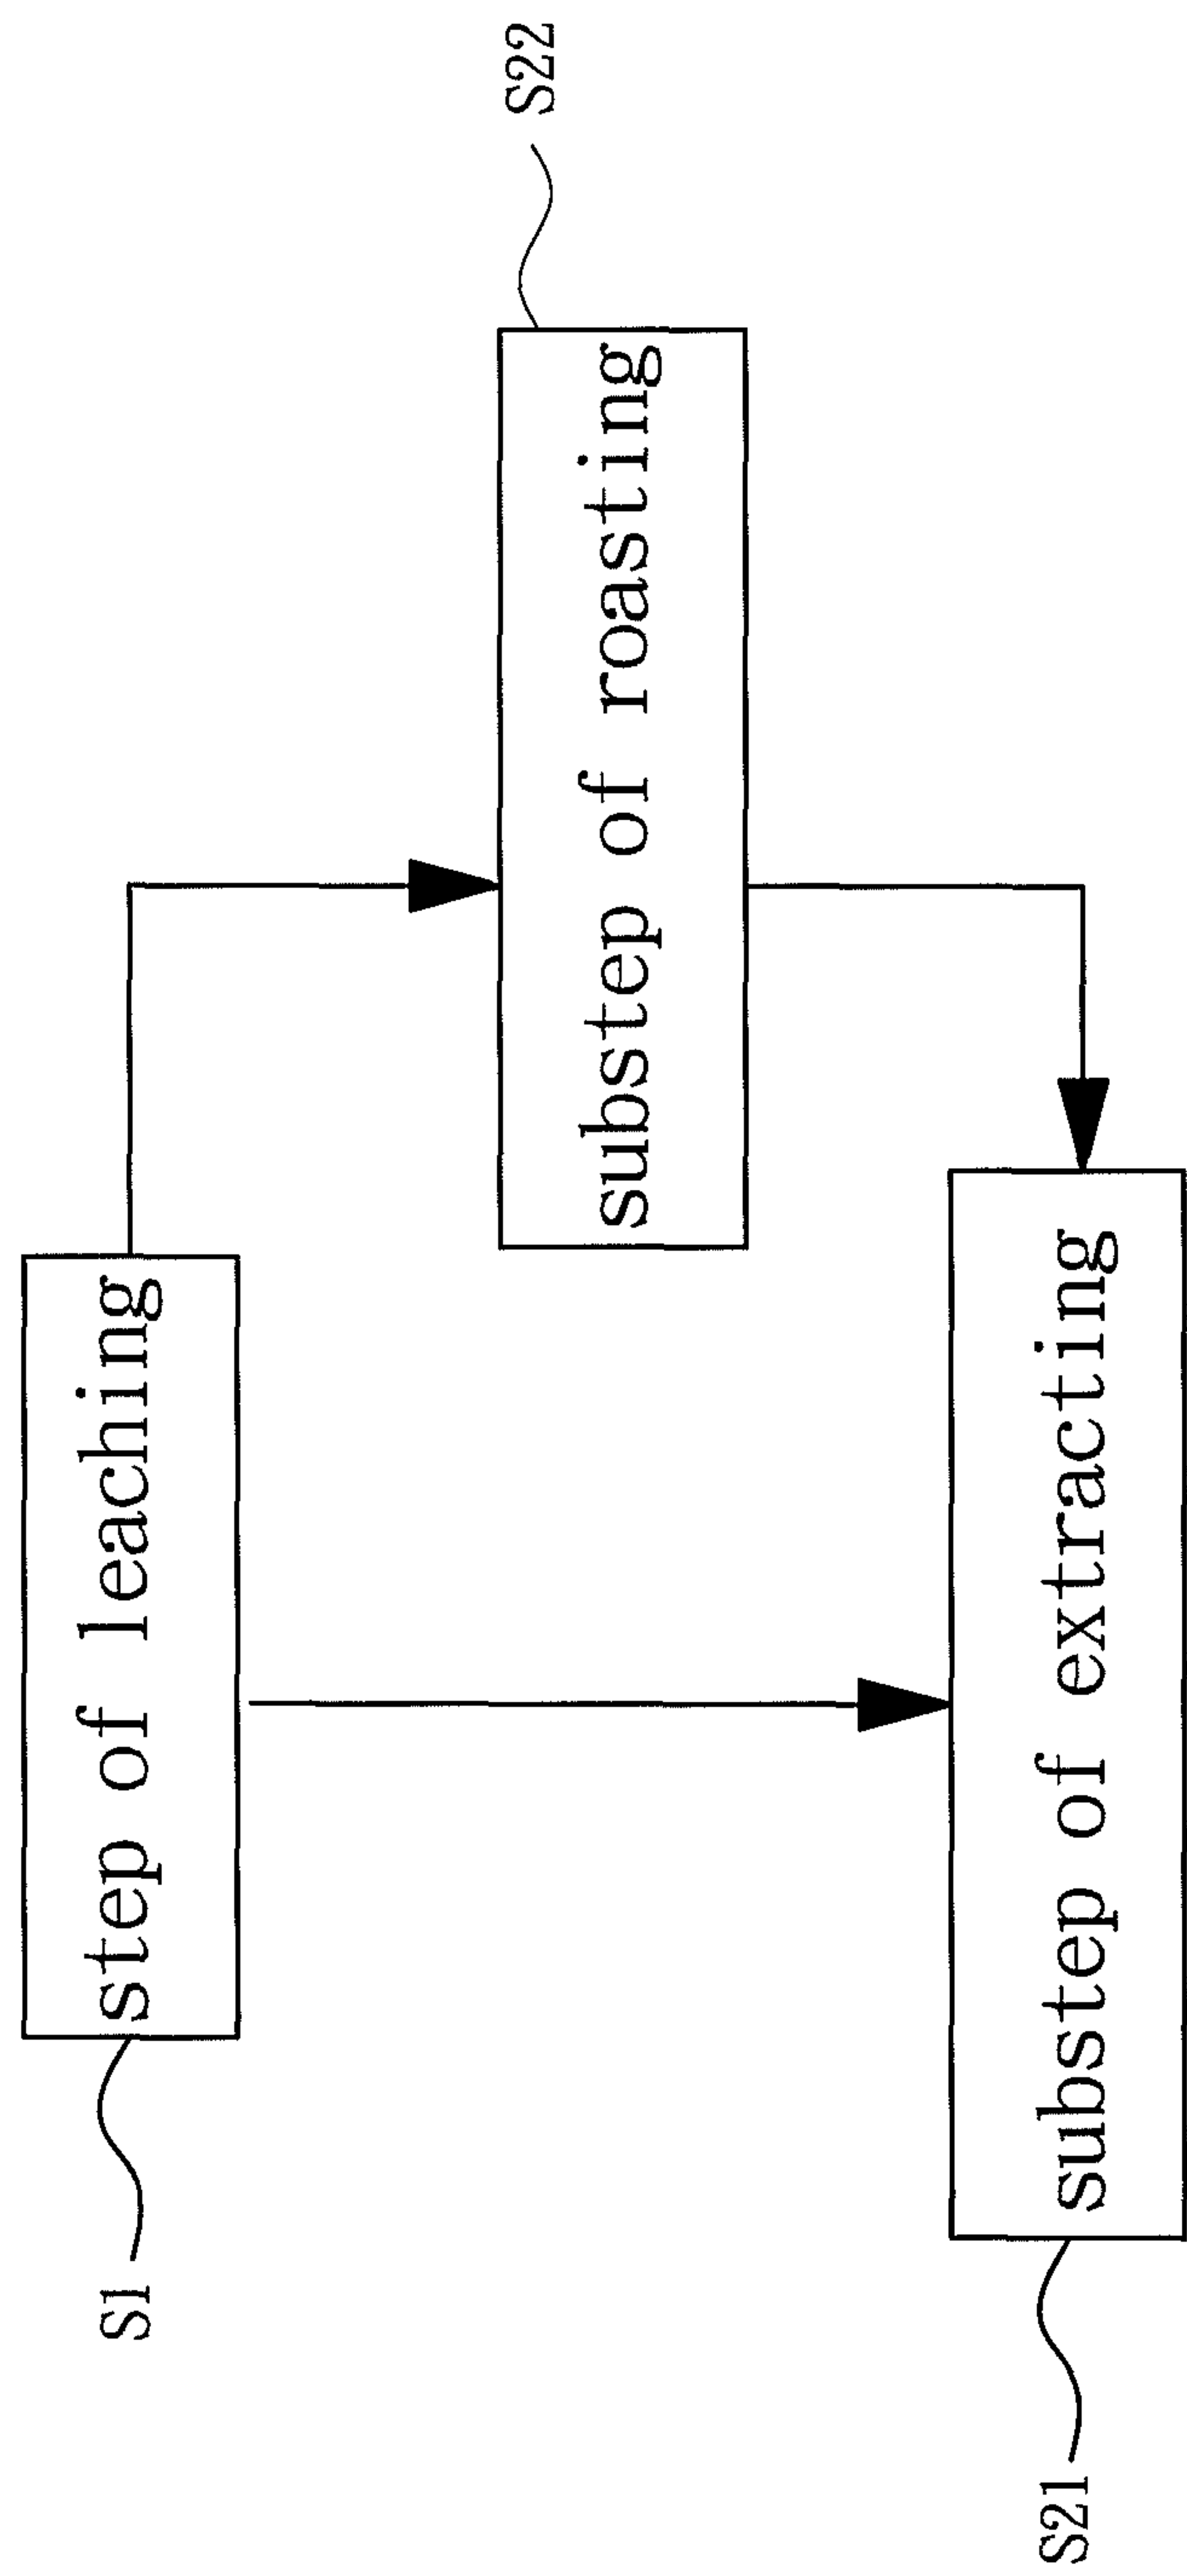 S1
step of leaching
substep of roasting
S22
S21
substep of extracting